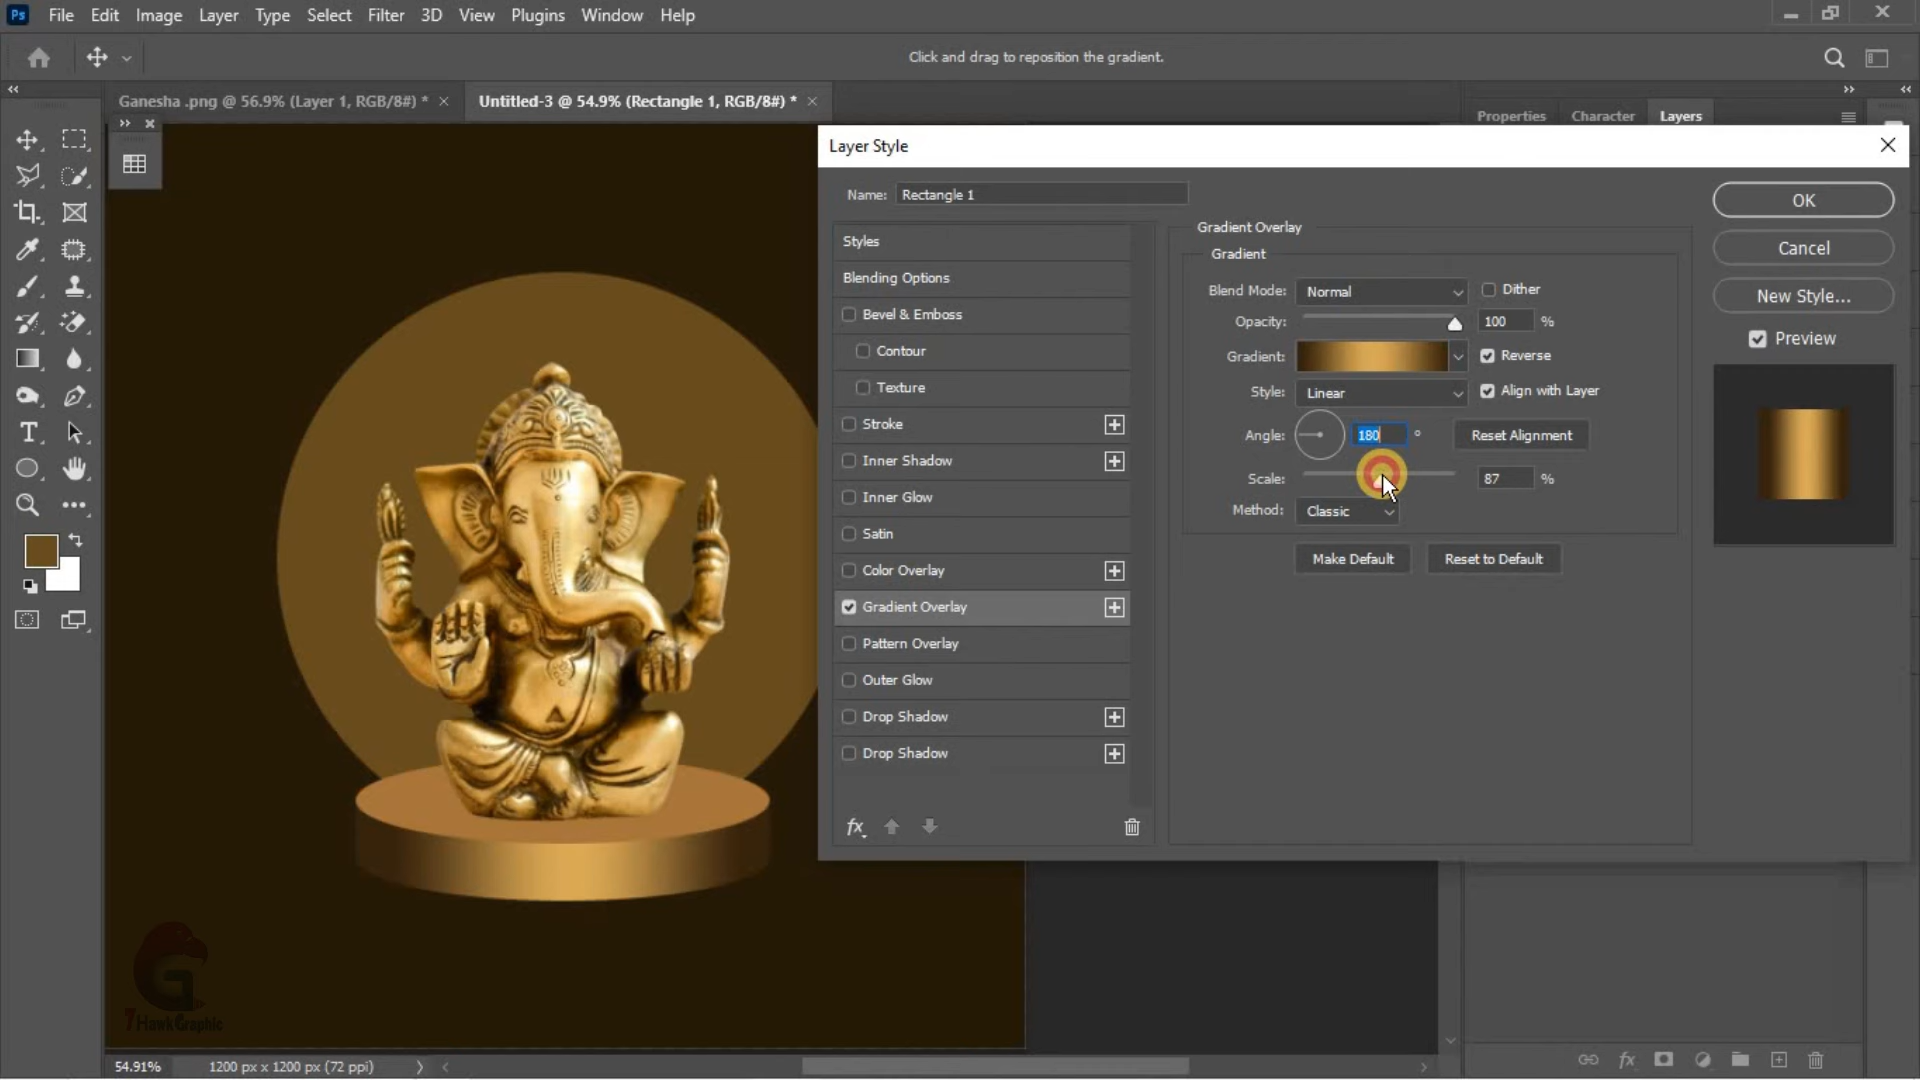 Ps File Edit Image Layer Type Select Filter 3D View Plugins Window Help
Click and drag to reposition the gradient.
Ganesha .png @ 56.9% (Layer 1, RGB/8#) * ×
Untitled-3 @ 54.9% (Rectangle 1, RGB/8#) * ×
Properties Character Layers
Layer Style
Name: Rectangle 1
Styles
Blending Options
Bevel & Emboss
Contour
Texture
Stroke
Inner Shadow
Inner Glow
Satin
Color Overlay
Gradient Overlay
Pattern Overlay
Outer Glow
Drop Shadow
Drop Shadow
fx
Gradient Overlay
Gradient
Blend Mode: Normal Dither
Opacity: 100 %
Gradient: Reverse
Style: Linear Align with Layer
Angle: 180 ° Reset Alignment
Scale: 87 %
Method: Classic
Make Default Reset to Default
OK
Cancel
New Style...
Preview
7HawkGraphic
54.91% 1200 px x 1200 px (72 ppi)
fx